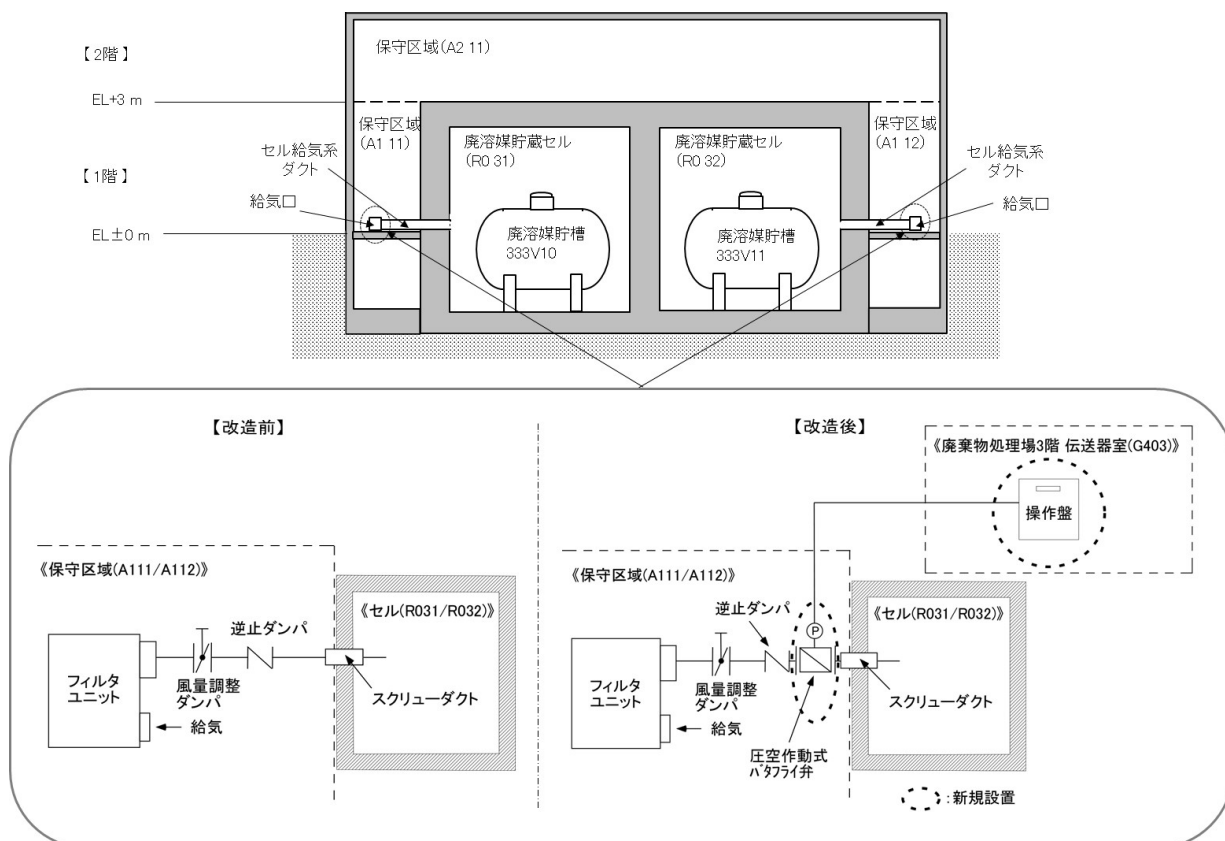 保守区域(A2 11)
【2階】
EL+3 m
保守区域
(A1 11)
セル給気系
ダクト
【1階】
給気口
EL±0 m
廃溶媒貯蔵セル
(R0 31)
廃溶媒貯槽
333V10
廃溶媒貯蔵セル
(R0 32)
廃溶媒貯槽
333V11
保守区域
(A1 12)
セル給気系
ダクト
給気口
【改造前】
《保守区域(A111/A112)》
《セル(R031/R032)》
逆止ダンパ
フィルタ
ユニット
風量調整
ダンパ
給気
スクリューダクト
【改造後】
《廃棄物処理場3階 伝送器室(G403)》
操作盤
《保守区域(A111/A112)》
逆止ダンパ
《セル(R031/R032)》
P
フィルタ
ユニット
風量調整
ダンパ
給気
スクリューダクト
圧空作動式
バタフライ弁
:新規設置